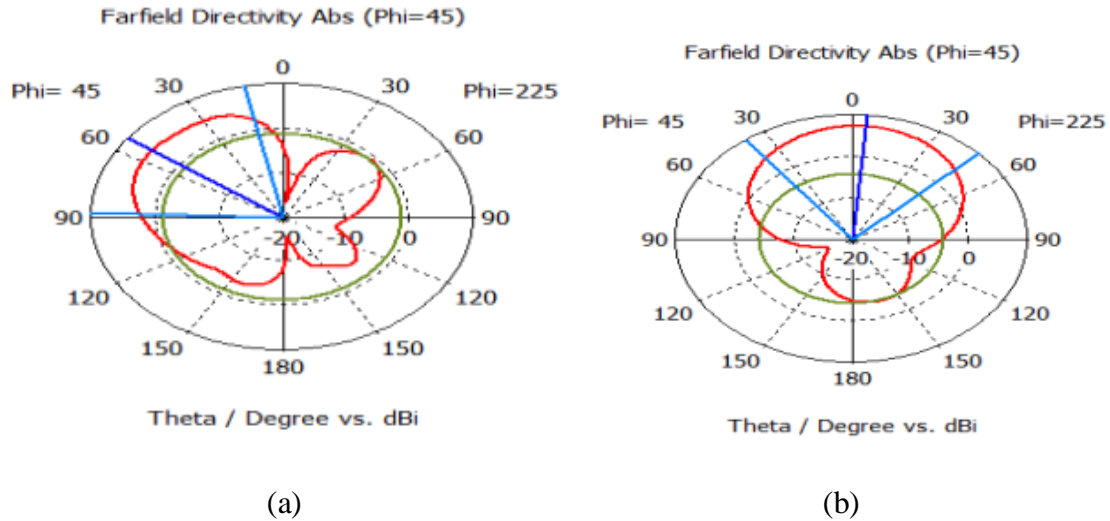 Farfield Directivity Abs (Phi=45)
0
30 30
Phi= 45 Phi=225
60 60
90 -20 -10 0 90
120 120
150 150
180
Theta / Degree vs. dBi
(a)
Farfield Directivity Abs (Phi=45)
0
30 30
Phi= 45 Phi=225
60 60
90 -20 -10 0 90
120 120
150 150
180
Theta / Degree vs. dBi
(b)